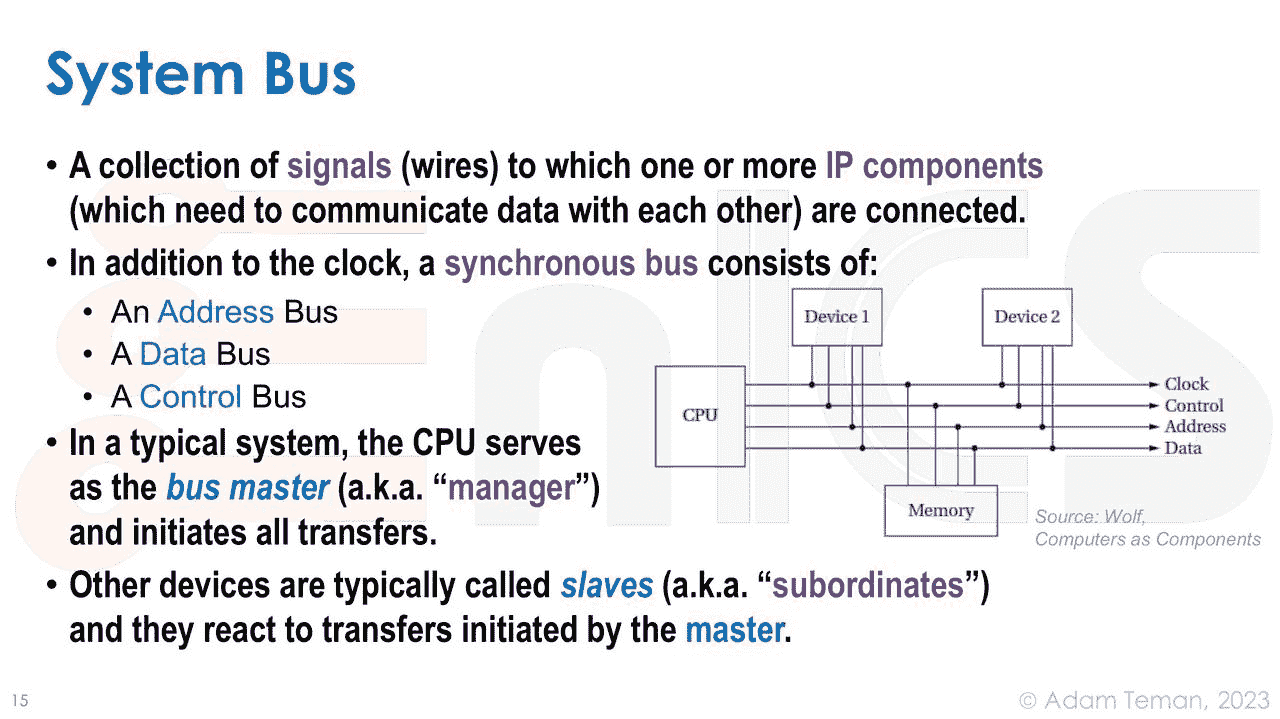 System Bus
• A collection of signals (wires) to which one or more IP components
(which need to communicate data with each other) are connected.
• In addition to the clock, a synchronous bus consists of:
• An Address Bus
• A Data Bus
• A Control Bus
• In a typical system, the CPU serves
as the bus master (a.k.a. “manager”)
and initiates all transfers.
Device 1
Device 2
CPU
Clock
Control
Address
Data
Memory
Source: Wolf,
Computers as Components
• Other devices are typically called slaves (a.k.a. “subordinates”)
and they react to transfers initiated by the master.
15
© Adam Teman, 2023
EnICS